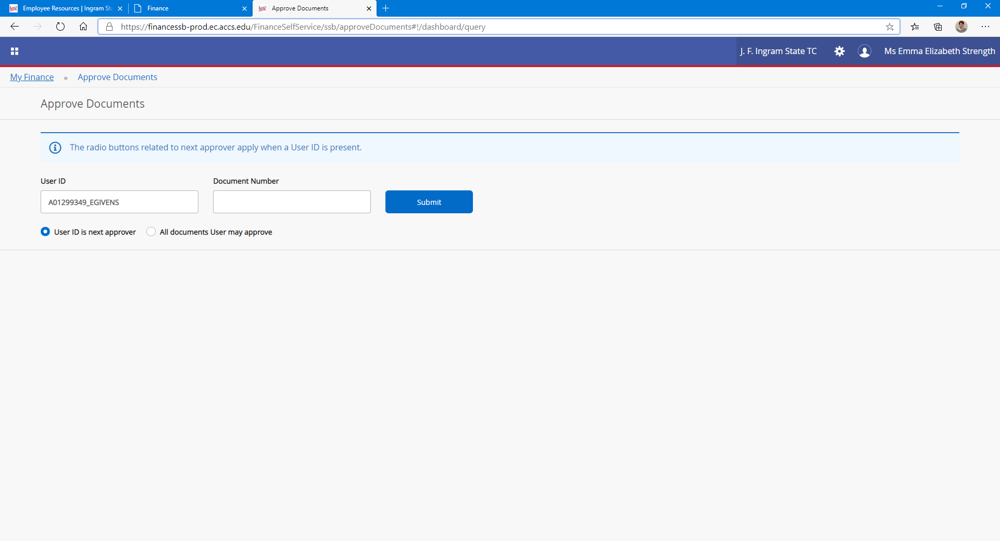 Employee Resources | Ingram St
Finance
Approve Documents
https://financessb-prod.ec.accs.edu/FinanceSelfService/ssb/approveDocuments#!/dashboard/query
J. F. Ingram State TC
Ms Emma Elizabeth Strength
My Finance
Approve Documents
Approve Documents
The radio buttons related to next approver apply when a User ID is present.
User ID
Document Number
A01299349_EGIVENS
Submit
User ID is next approver
All documents User may approve